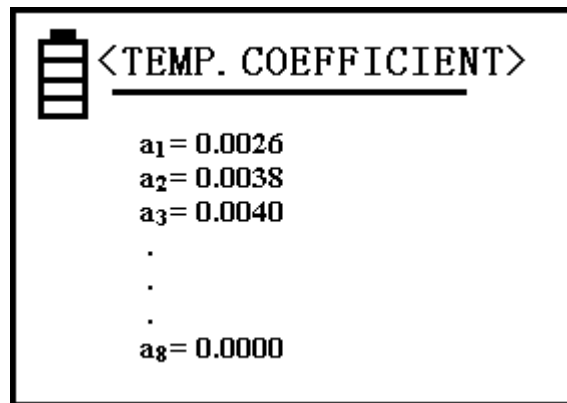 <TEMP. COEFFICIENT>
a₁= 0.0026
a₂= 0.0038
a₃= 0.0040
.
.
.
a₈= 0.0000